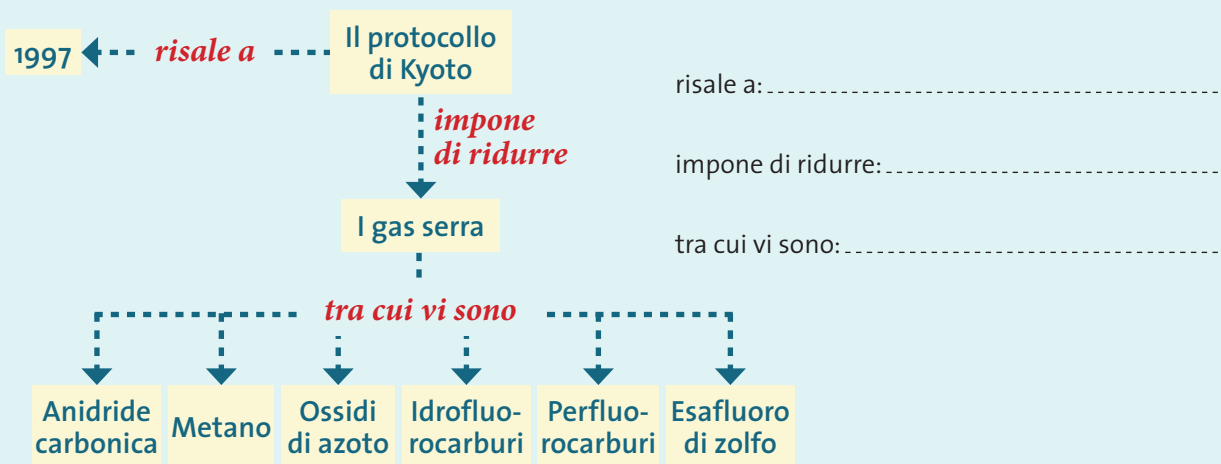 1997
risale a
Il protocollo
di Kyoto
impone
di ridurre
I gas serra
tra cui vi sono
Anidride
carbonica
Metano
Ossidi
di azoto
Idrofluo-
rocarburi
Perfluo-
rocarburi
Esafluoro
di zolfo
risale a:
impone di ridurre:
tra cui vi sono: